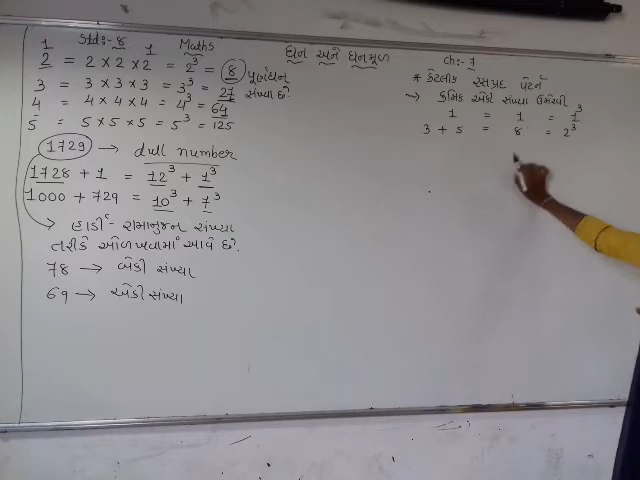 Std:- 8 Maths
ઘન અને ઘનમૂળ
Ch:- 7
1 1
2 = 2 × 2 × 2 = 2³ = 8 પૂર્ણઘન
3 = 3 × 3 × 3 = 3³ = 27 સંખ્યા છે.
4 = 4 × 4 × 4 = 4³ = 64
5 = 5 × 5 × 5 = 5³ = 125
1729 → dull number
1728 + 1 = 12³ + 1³
1000 + 729 = 10³ +
→ હાર્ડી - રામાનુજન સંખ્યા
તરીકે ઓળખવામાં આવે છે.
78 → બેકી સંખ્યા
69 → એકી સંખ્યા
* કેટલીક રસપ્રદ પેટર્ન
→ ક્રમિક એકી સંખ્યા ઉમેરવી
1 = 1 = 1³
3 + 5 = 8 = 2³